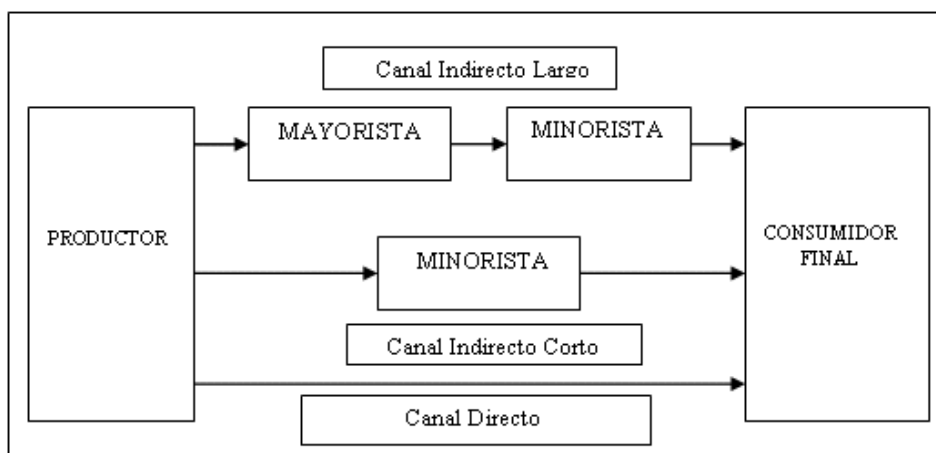 Canal Indirecto Largo
PRODUCTOR
MAYORISTA
MINORISTA
CONSUMIDOR
FINAL
MINORISTA
Canal Indirecto Corto
Canal Directo